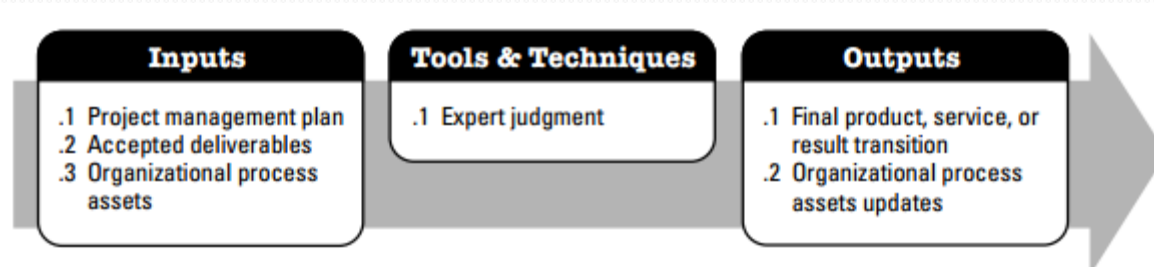 Inputs
.1 Project management plan
.2 Accepted deliverables
.3 Organizational process
assets
Tools & Techniques
.1 Expert judgment
Outputs
.1 Final product, service, or
result transition
.2 Organizational process
assets updates